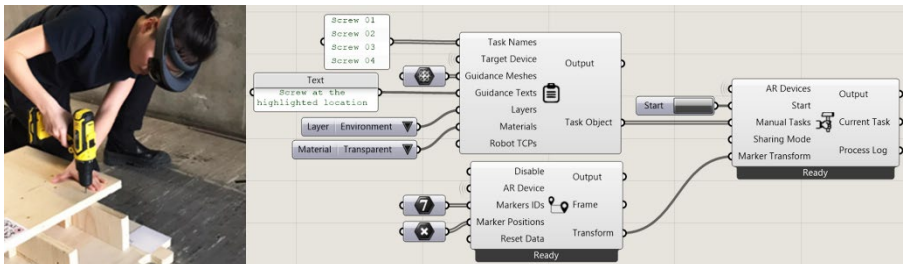 Screw 01
Screw 02
Screw 03
Screw 04
Text
Screw at the
highlighted location
Layer Environment
Material Transparent
Task Names
Target Device
Guidance Meshes
Guidance Texts
Layers
Materials
Robot TCPs
Output
Task Object
7
Disable
AR Device
Markers IDs
Marker Positions
Reset Data
Output
Frame
Transform
Ready
Start
AR Devices
Start
Manual Tasks
Sharing Mode
Marker Transform
Output
Current Task
Process Log
Ready